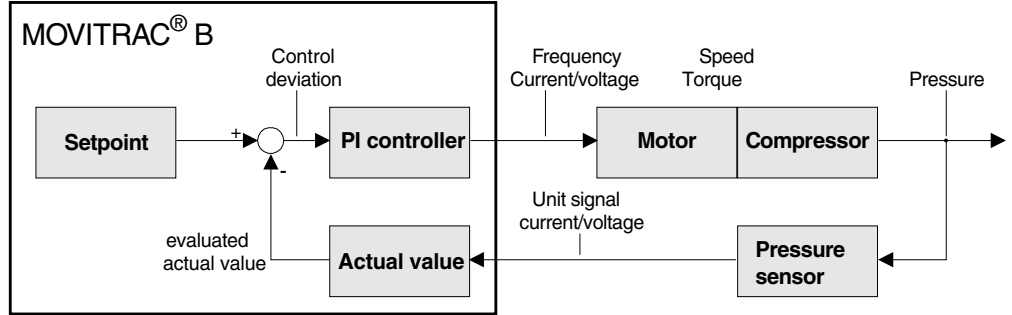 MOVITRAC® B
Control
deviation
Frequency
Current/voltage
Speed
Torque
Pressure
Setpoint
+
PI controller
Motor
Compressor
-
Unit signal
current/voltage
evaluated
actual value
Actual value
Pressure
sensor